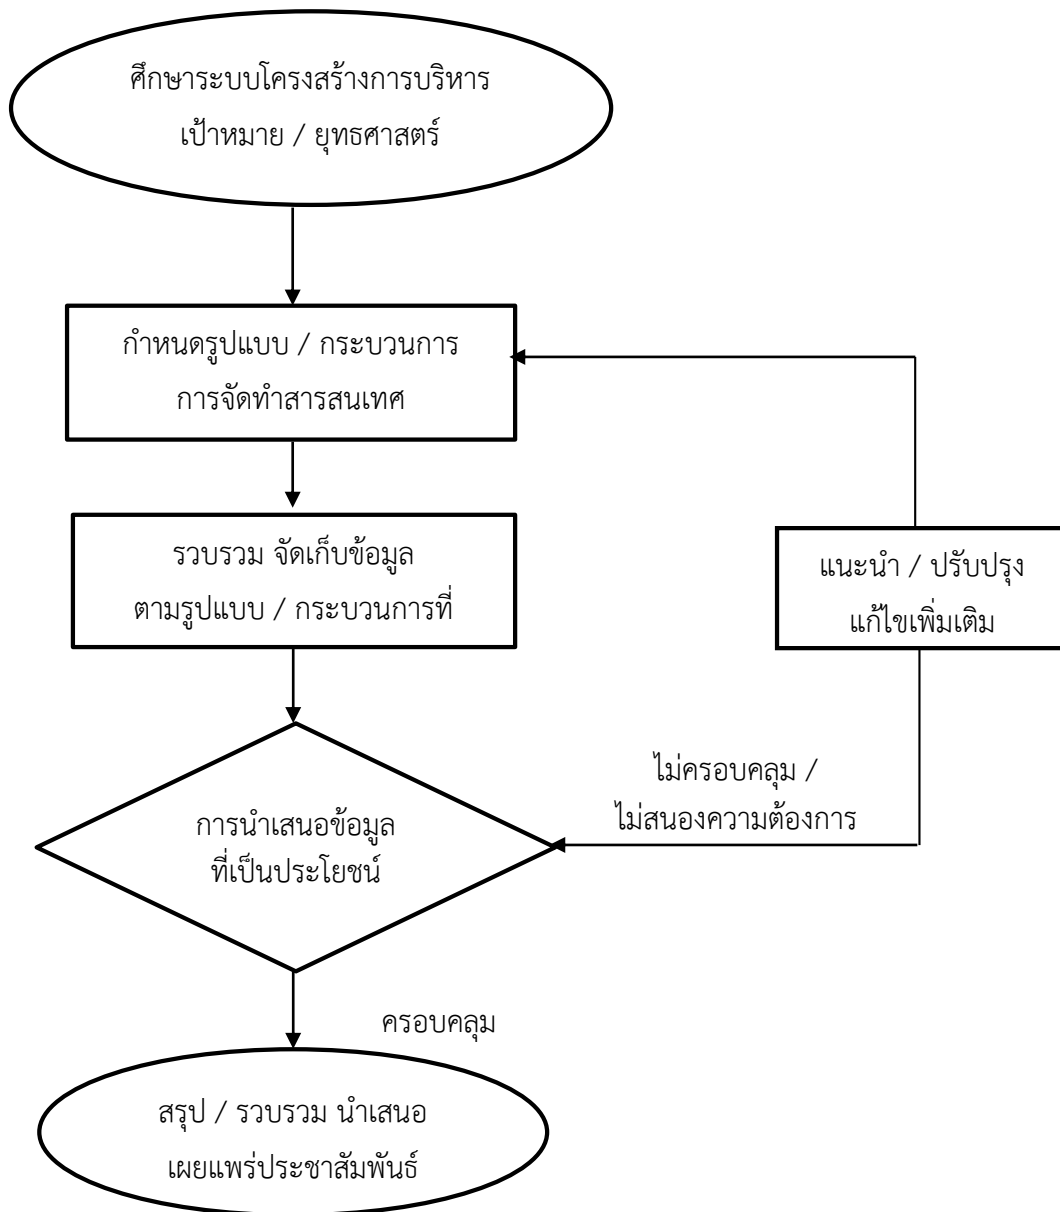 ศึกษาระบบโครงสร้างการบริหาร
เป้าหมาย / ยุทธศาสตร์
กำหนดรูปแบบ / กระบวนการ
การจัดทำสารสนเทศ
รวบรวม จัดเก็บข้อมูล
ตามรูปแบบ / กระบวนการที่
แนะนำ / ปรับปรุง
แก้ไขเพิ่มเติม
ไม่ครอบคลุม /
ไม่สนองความต้องการ
การนำเสนอข้อมูล
ที่เป็นประโยชน์
ครอบคลุม
สรุป / รวบรวม นำเสนอ
เผยแพร่ประชาสัมพันธ์